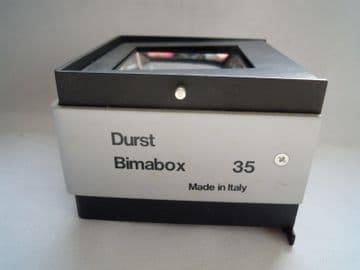 Durst
Bimabox 35
Made in Italy